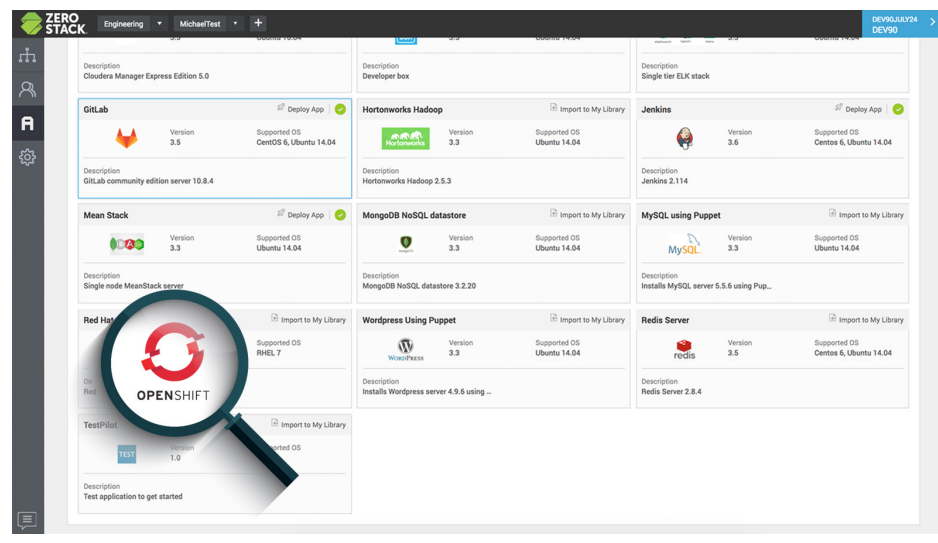 ZERO
STACK.
Engineering
MichaelTest
+
DEV90JULY24
DEV90
Description
Cloudera Manager Express Edition 5.0
Description
Developer box
Description
Single tier ELK stack
GitLab
Deploy App
Version
3.5
Supported OS
CentOS 6, Ubuntu 14.04
Description
GitLab community edition server 10.8.4
Hortonworks Hadoop
Import to My Library
Hortonworks
Version
3.3
Supported OS
Ubuntu 14.04
Description
Hortonworks Hadoop 2.5.3
Jenkins
Deploy App
Version
3.6
Supported OS
Centos 6, Ubuntu 14.04
Description
Jenkins 2.114
Mean Stack
Deploy App
Version
3.3
Supported OS
Ubuntu 14.04
Description
Single node MeanStack server
MongoDB NoSQL datastore
Import to My Library
Version
3.3
Supported OS
Ubuntu 14.04
Description
MongoDB NoSQL datastore 3.2.20
MySQL using Puppet
Import to My Library
MySQL
Version
3.3
Supported OS
Ubuntu 14.04
Description
Installs MySQL server 5.5.6 using Pup...
Red Hat
Import to My Library
Supported OS
RHEL 7
OPENSHIFT
Wordpress Using Puppet
Import to My Library
WORDPRESS
Version
3.3
Supported OS
Ubuntu 14.04
Description
Installs Wordpress server 4.9.6 using ...
Redis Server
Import to My Library
redis
Version
3.5
Supported OS
Centos 6, Ubuntu 14.04
Description
Redis Server 2.8.4
TestPilot
Import to My Library
TEST
Version
1.0
OS
Description
Test application to get started